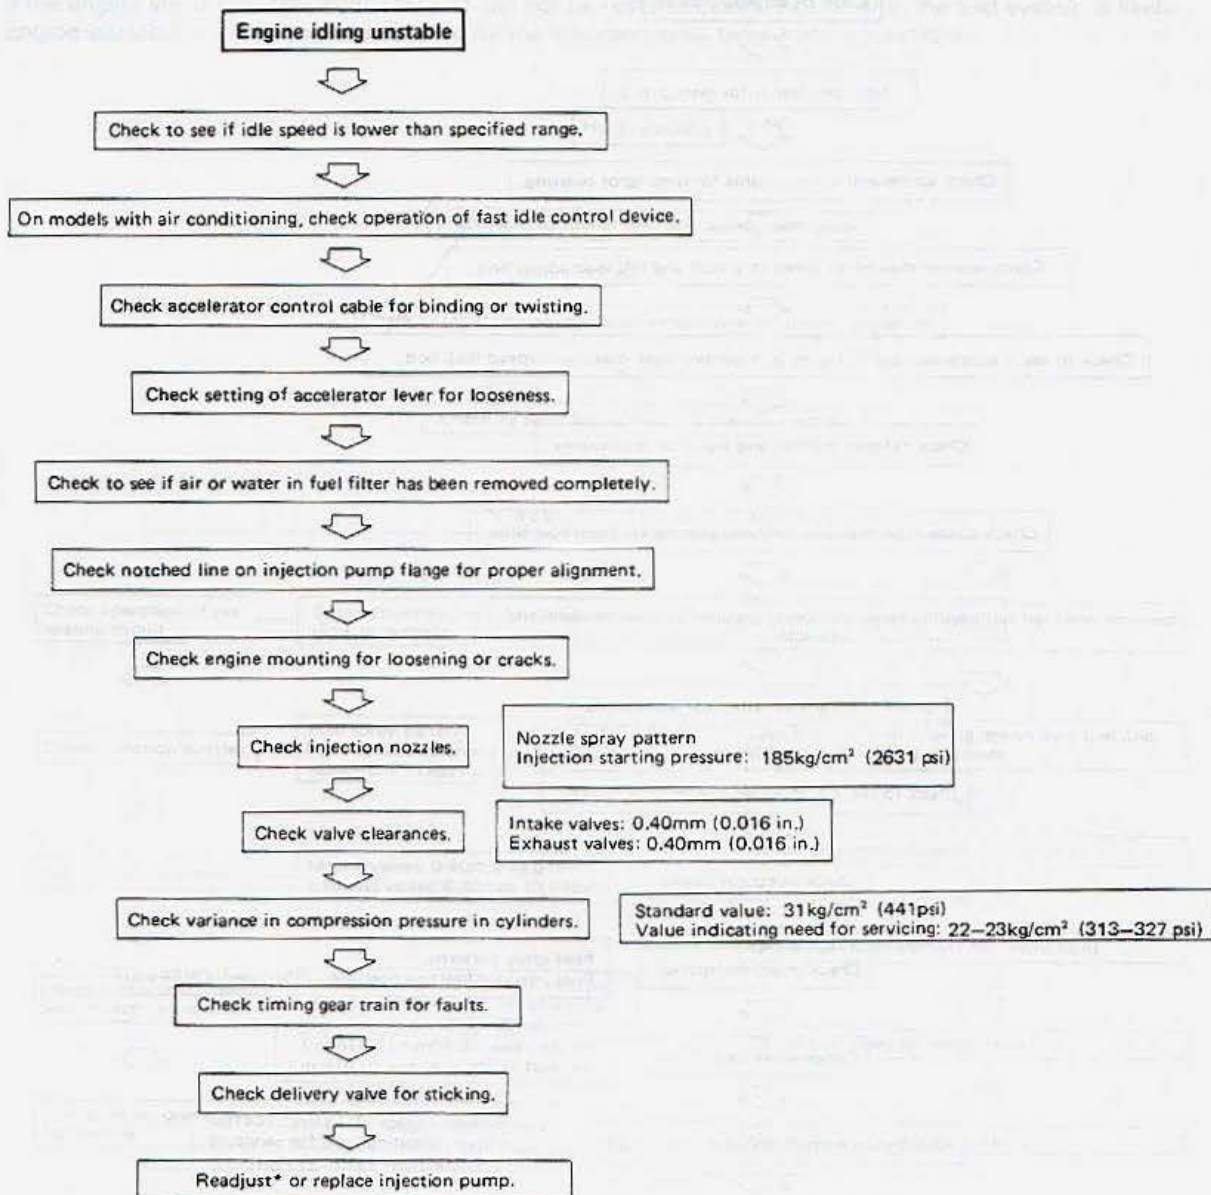 Engine idling unstable
Check to see if idle speed is lower than specified range.
On models with air conditioning, check operation of fast idle control device.
Check accelerator control cable for binding or twisting.
Check setting of accelerator lever for looseness.
Check to see if air or water in fuel filter has been removed completely.
Check notched line on injection pump flange for proper alignment.
Check engine mounting for loosening or cracks.
Check injection nozzles.
Nozzle spray pattern
Injection starting pressure: 185kg/cm² (2631 psi)
Check valve clearances.
Intake valves: 0.40mm (0.016 in.)
Exhaust valves: 0.40mm (0.016 in.)
Check variance in compression pressure in cylinders.
Standard value: 31kg/cm² (441psi)
Value indicating need for servicing: 22–23kg/cm² (313–327 psi)
Check timing gear train for faults.
Check delivery valve for sticking.
Readjust* or replace injection pump.